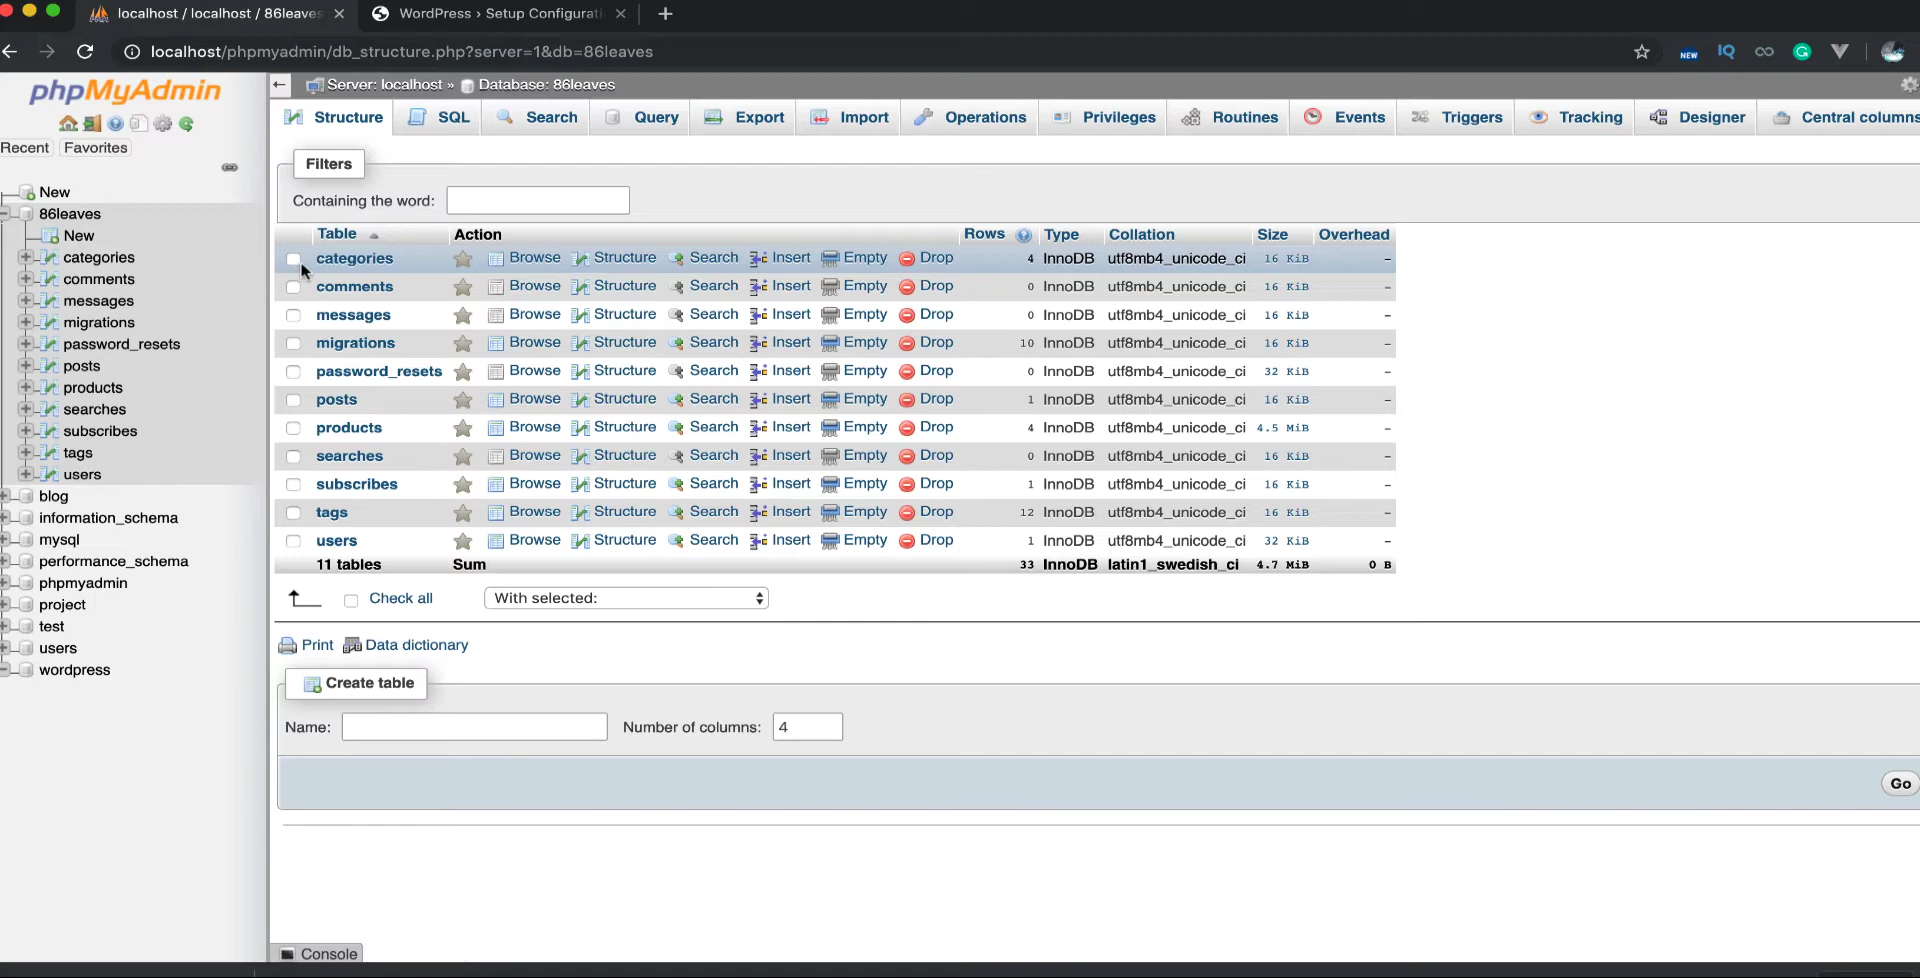 localhost / localhost / 86leaves
WordPress › Setup Configurati
localhost/phpmyadmin/db_structure.php?server=1&db=86leaves
NEW
IQ
phpMyAdmin
Server: localhost » Database: 86leaves
Structure SQL Search Query Export Import Operations Privileges Routines Events Triggers Tracking Designer Central columns
Recent Favorites
New
86leaves
New
categories
comments
messages
migrations
password_resets
posts
products
searches
subscribes
tags
users
blog
information_schema
mysql
performance_schema
phpmyadmin
project
test
users
wordpress
Filters
Containing the word:
Table Action Rows Type Collation Size Overhead
categories Browse Structure Search Insert Empty Drop 4 InnoDB utf8mb4_unicode_ci 16 KiB –
comments Browse Structure Search Insert Empty Drop 0 InnoDB utf8mb4_unicode_ci 16 KiB –
messages Browse Structure Search Insert Empty Drop 0 InnoDB utf8mb4_unicode_ci 16 KiB –
migrations Browse Structure Search Insert Empty Drop 10 InnoDB utf8mb4_unicode_ci 16 KiB –
password_resets Browse Structure Search Insert Empty Drop 0 InnoDB utf8mb4_unicode_ci 32 KiB –
posts Browse Structure Search Insert Empty Drop 1 InnoDB utf8mb4_unicode_ci 16 KiB –
products Browse Structure Search Insert Empty Drop 4 InnoDB utf8mb4_unicode_ci 4.5 MiB –
searches Browse Structure Search Insert Empty Drop 0 InnoDB utf8mb4_unicode_ci 16 KiB –
subscribes Browse Structure Search Insert Empty Drop 1 InnoDB utf8mb4_unicode_ci 16 KiB –
tags Browse Structure Search Insert Empty Drop 12 InnoDB utf8mb4_unicode_ci 16 KiB –
users Browse Structure Search Insert Empty Drop 1 InnoDB utf8mb4_unicode_ci 32 KiB –
11 tables Sum 33 InnoDB latin1_swedish_ci 4.7 MiB 0 B
Check all With selected:
Print Data dictionary
Create table
Name: Number of columns: 4
Go
Console